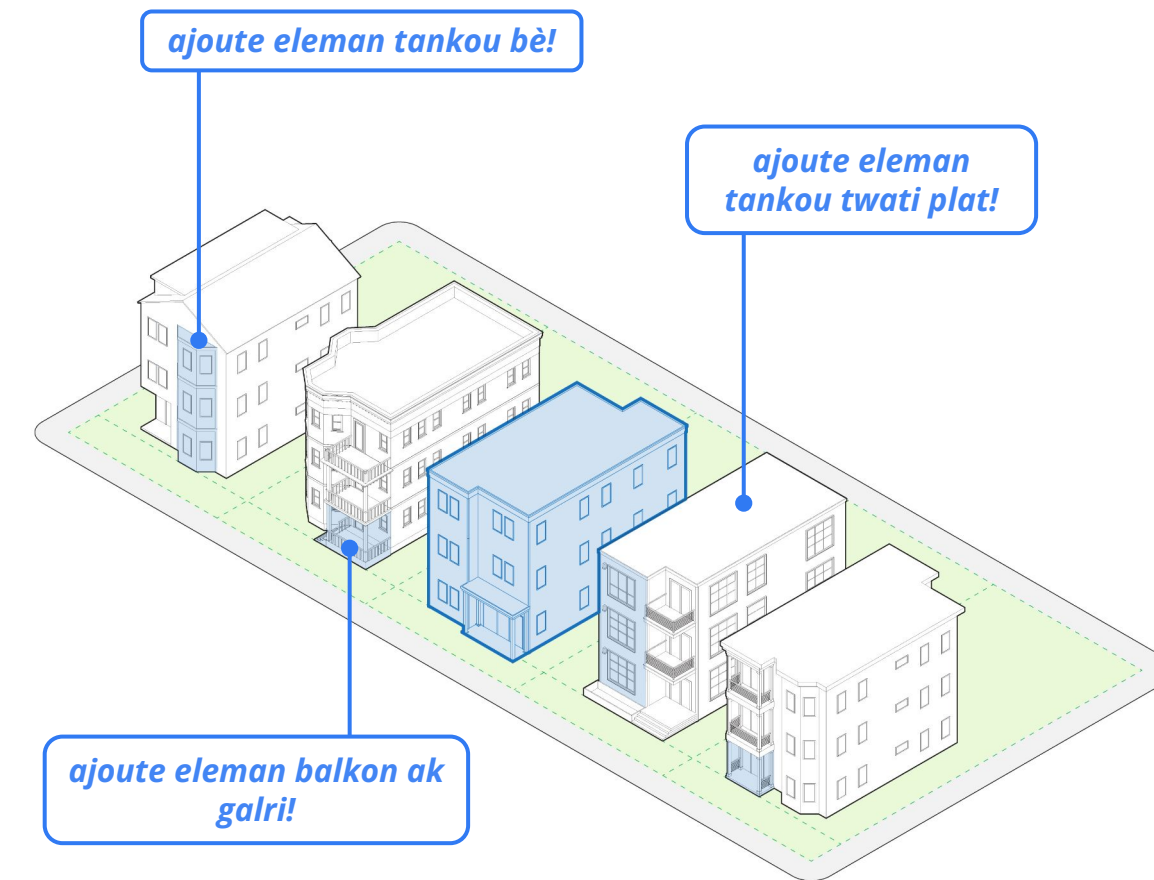 ajoute eleman tankou bè!
ajoute eleman
tankou twati plat!
ajoute eleman balkon ak
galri!